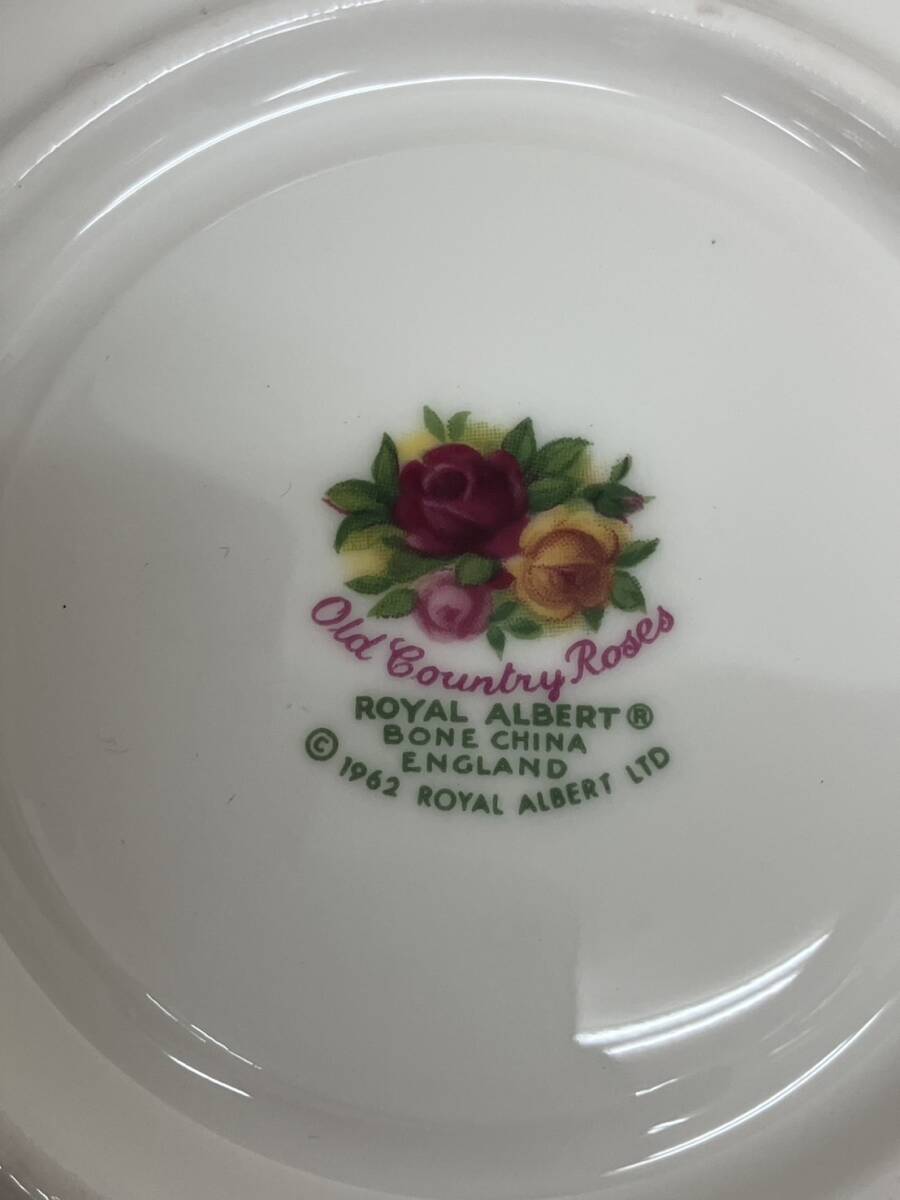 Old Country Roses
ROYAL ALBERT®
BONE CHINA
ENGLAND
© 1962 ROYAL ALBERT LTD